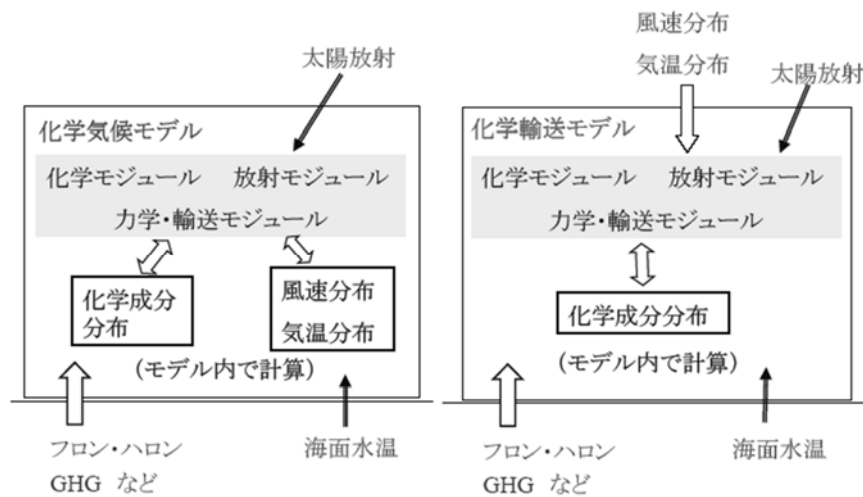 太陽放射
化学気候モデル
化学モジュール 放射モジュール
力学・輸送モジュール
化学成分
分布
風速分布
気温分布
(モデル内で計算)
フロン・ハロン
GHG など
海面水温
風速分布
気温分布
太陽放射
化学輸送モデル
化学モジュール 放射モジュール
力学・輸送モジュール
化学成分分布
(モデル内で計算)
フロン・ハロン
GHG など
海面水温